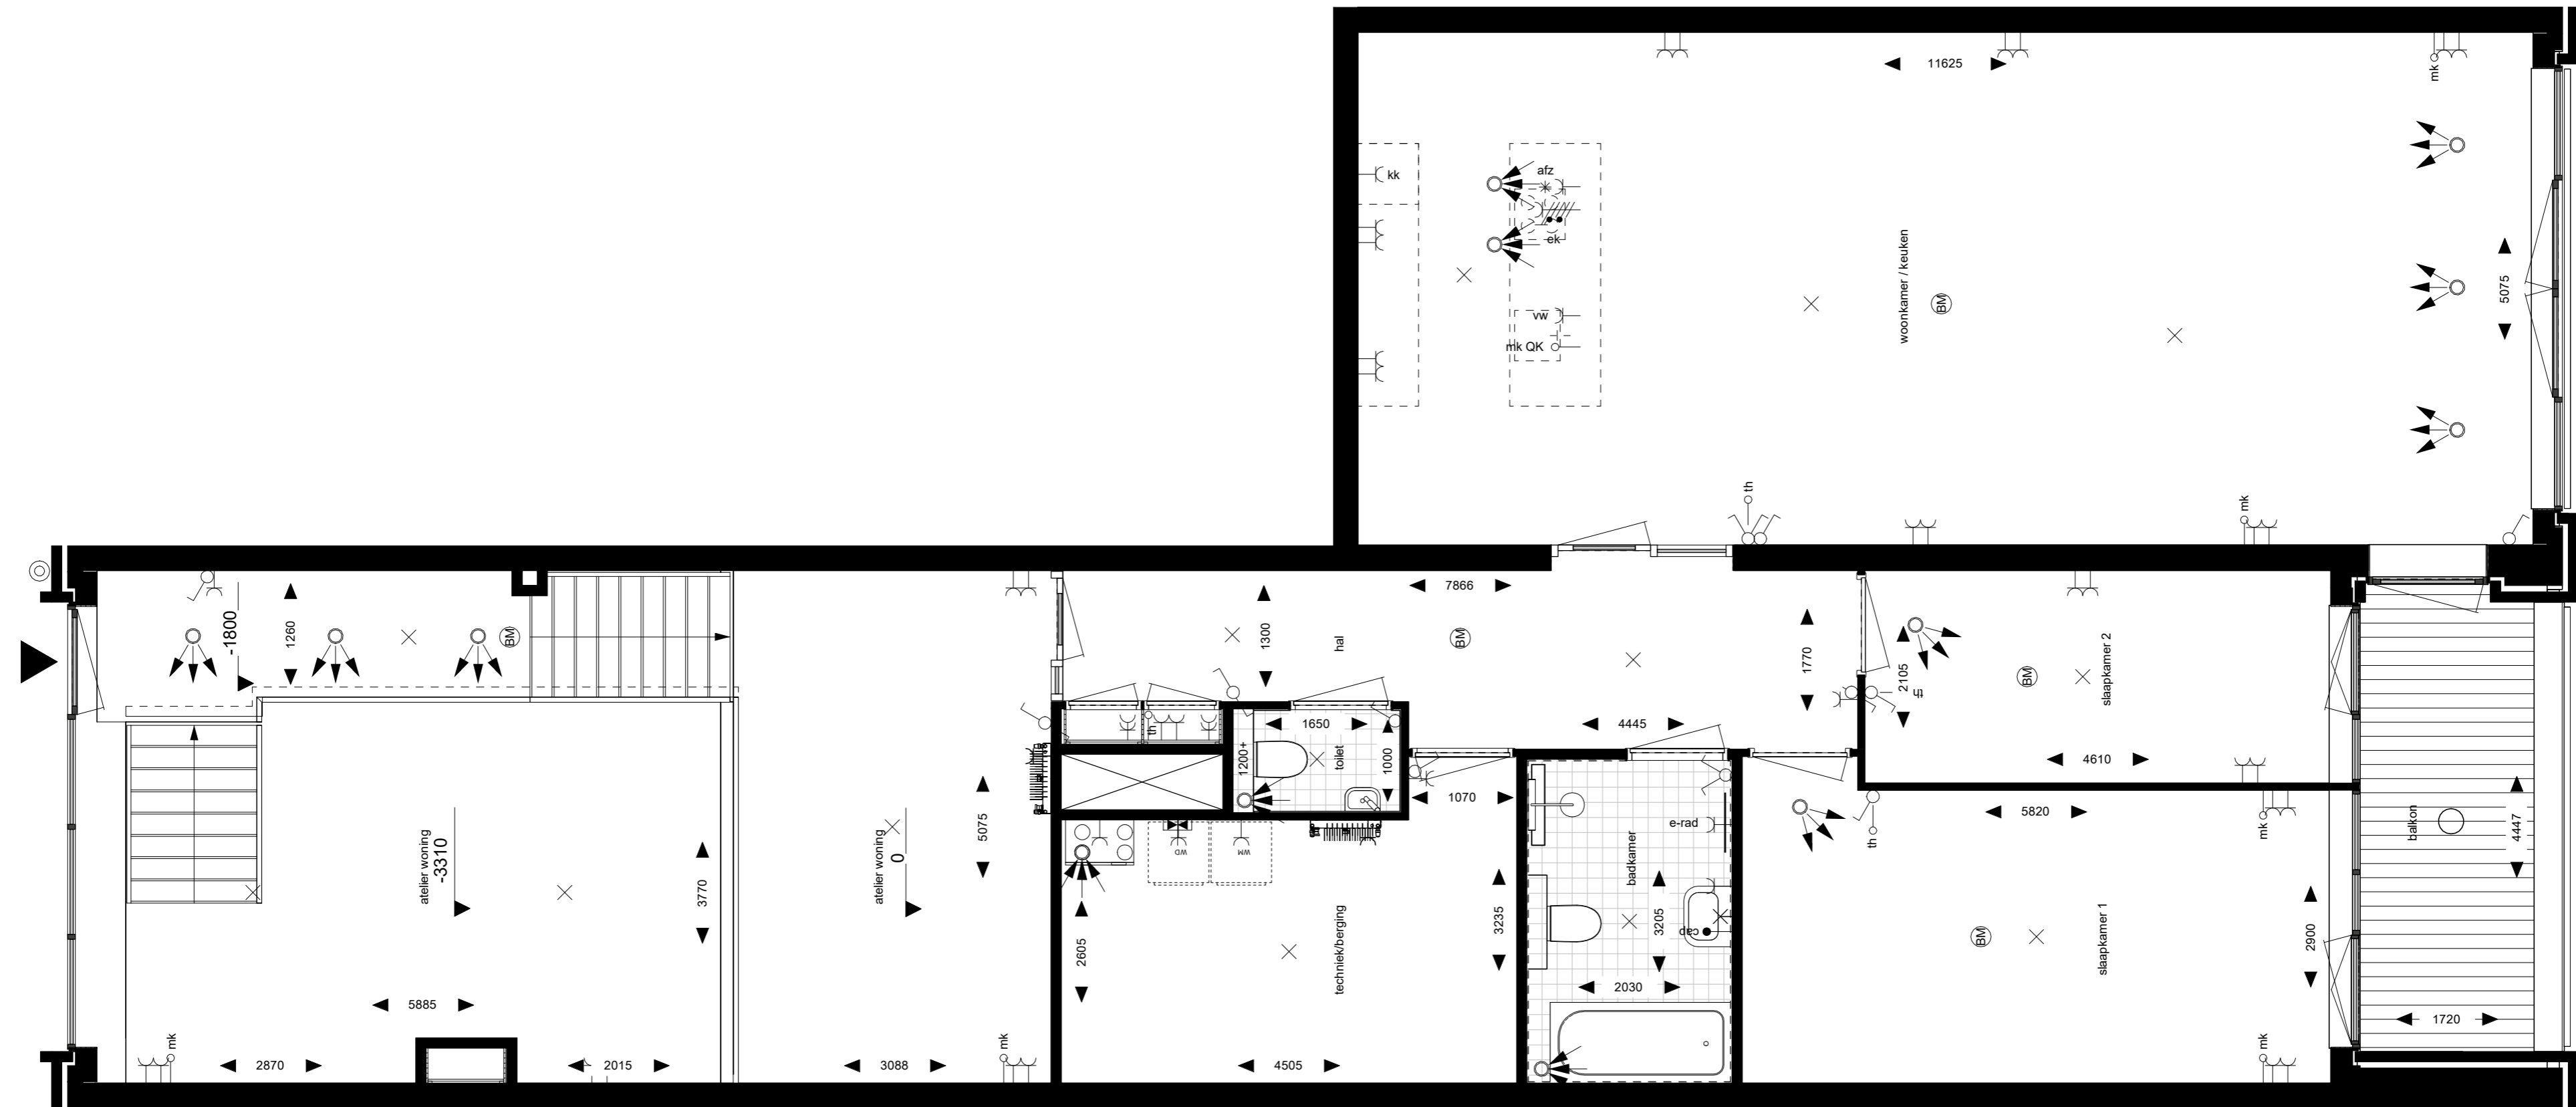 11625
mk
kk
afz
ek
vw
mk QK
woonkamer / keuken
BM
5075
th
mk
-1800
1260
BM
7866
1300
hal
BM
1770
2105
th
BM
slaapkamer 2
4610
th
1650
1200+
toilet
1000
4445
1070
atelier woning
-3310
3770
atelier woning
0
5075
WD
WM
2605
techniek/berging
3235
badkamer
e-rad
3205
cap
2030
th
5820
mk
BM
slaapkamer 1
2900
balkon
4447
1720
5885
mk
2870
2015
3088
mk
4505
mk